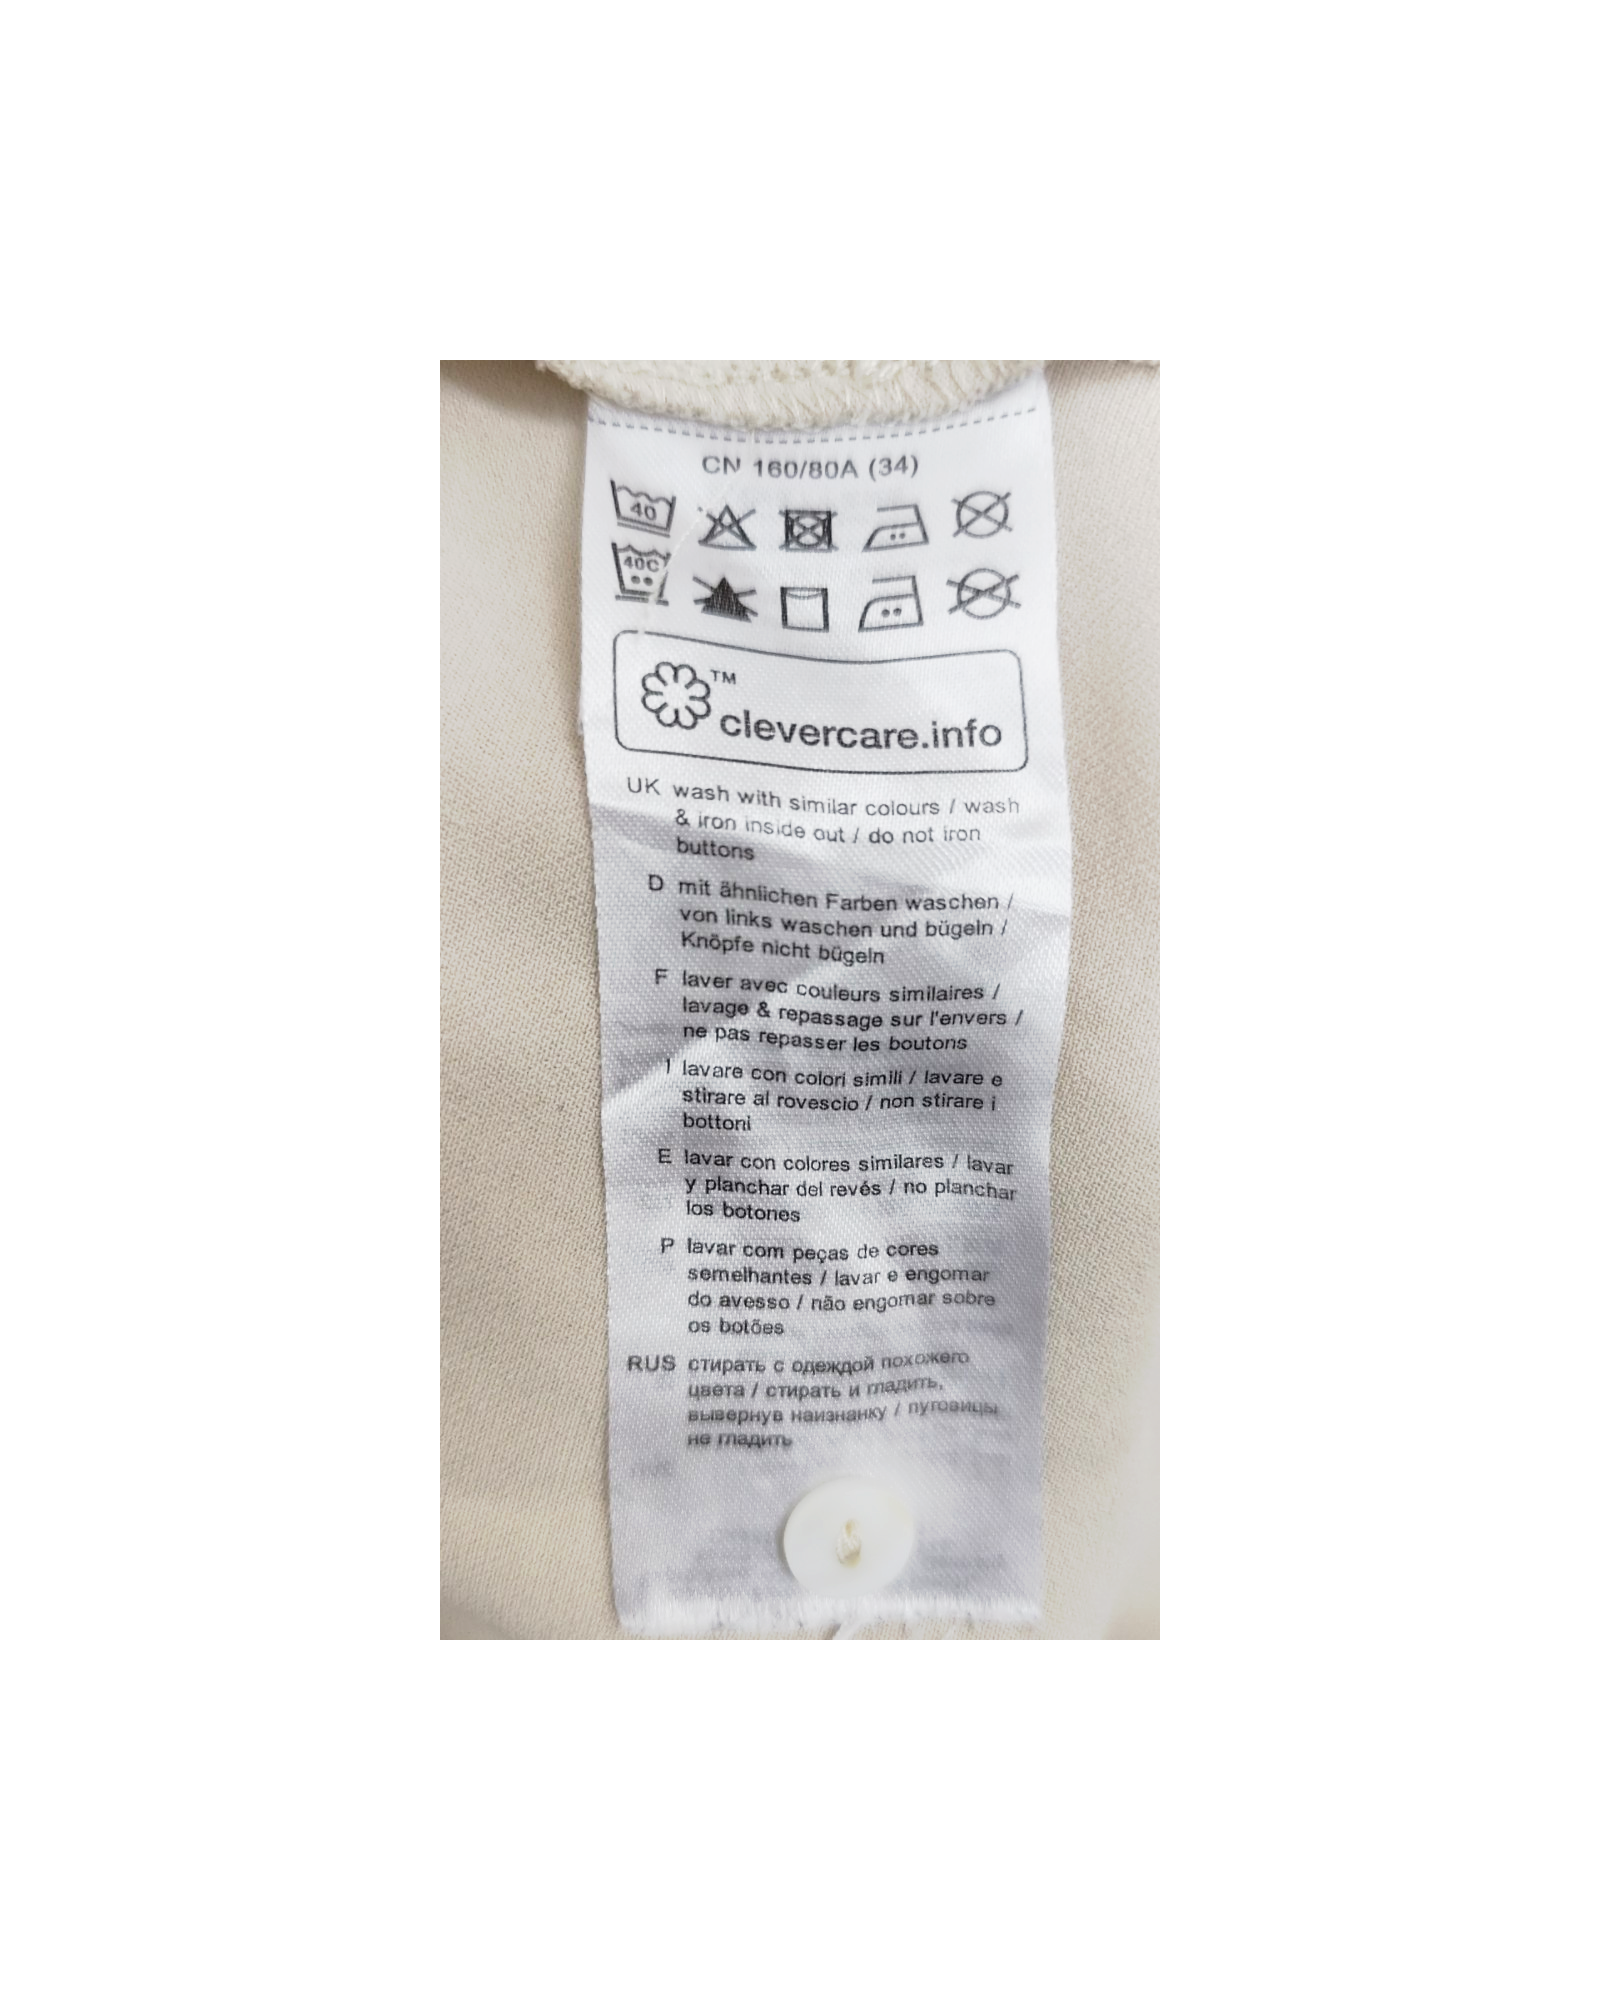 CN 160/80A (34)
40
40C
TM
clevercare.info
UK wash with similar colours / wash
& iron inside out / do not iron
buttons
D mit ähnlichen Farben waschen /
von links waschen und bügeln /
Knöpfe nicht bügeln
F laver avec couleurs similaires /
lavage & repassage sur l'envers /
ne pas repasser les boutons
I lavare con colori simili / lavare e
stirare al rovescio / non stirare i
bottoni
E lavar con colores similares / lavar
y planchar del revés / no planchar
los botones
P lavar com peças de cores
semelhantes / lavar e engomar
do avesso / não engomar sobre
os botões
RUS стирать с одеждой похожего
цвета / стирать и гладить,
вывернув наизнанку / пуговицы
не гладить